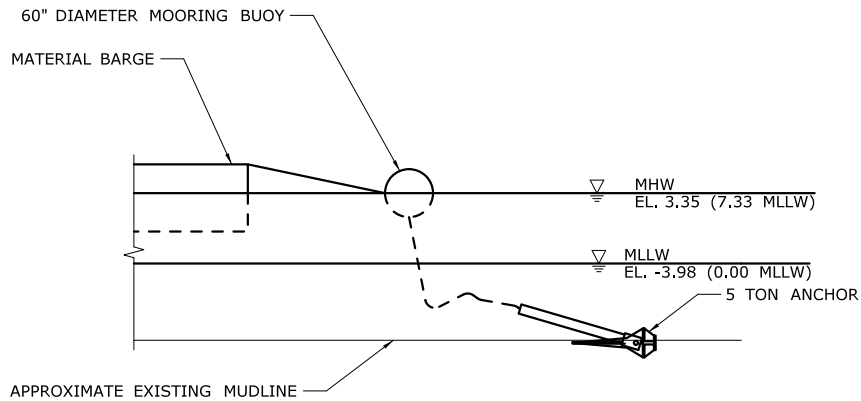 60" DIAMETER MOORING BUOY
MATERIAL BARGE
MHW
EL. 3.35 (7.33 MLLW)
MLLW
EL. -3.98 (0.00 MLLW)
5 TON ANCHOR
APPROXIMATE EXISTING MUDLINE